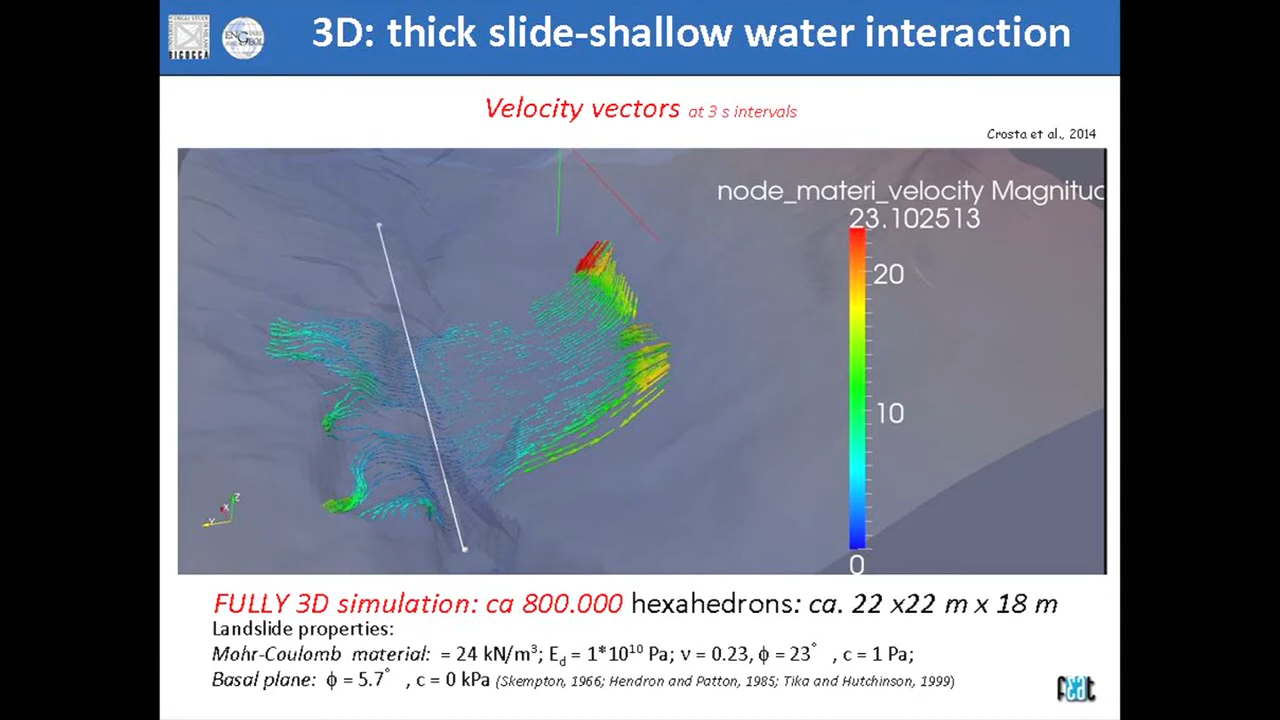 3D: thick slide-shallow water interaction
Velocity vectors at 3 s intervals
Crosta et al., 2014
node_materi_velocity Magnituc
23.102513
20
10
0
Z
X
Y
FULLY 3D simulation: ca 800.000 hexahedrons: ca. 22 x22 m x 18 m
Landslide properties:
Mohr-Coulomb material: = 24 kN/m³; E_d = 1*10¹⁰ Pa; ν = 0.23, ϕ = 23° , c = 1 Pa;
Basal plane: ϕ = 5.7° , c = 0 kPa (Skempton, 1966; Hendron and Patton, 1985; Tika and Hutchinson, 1999)